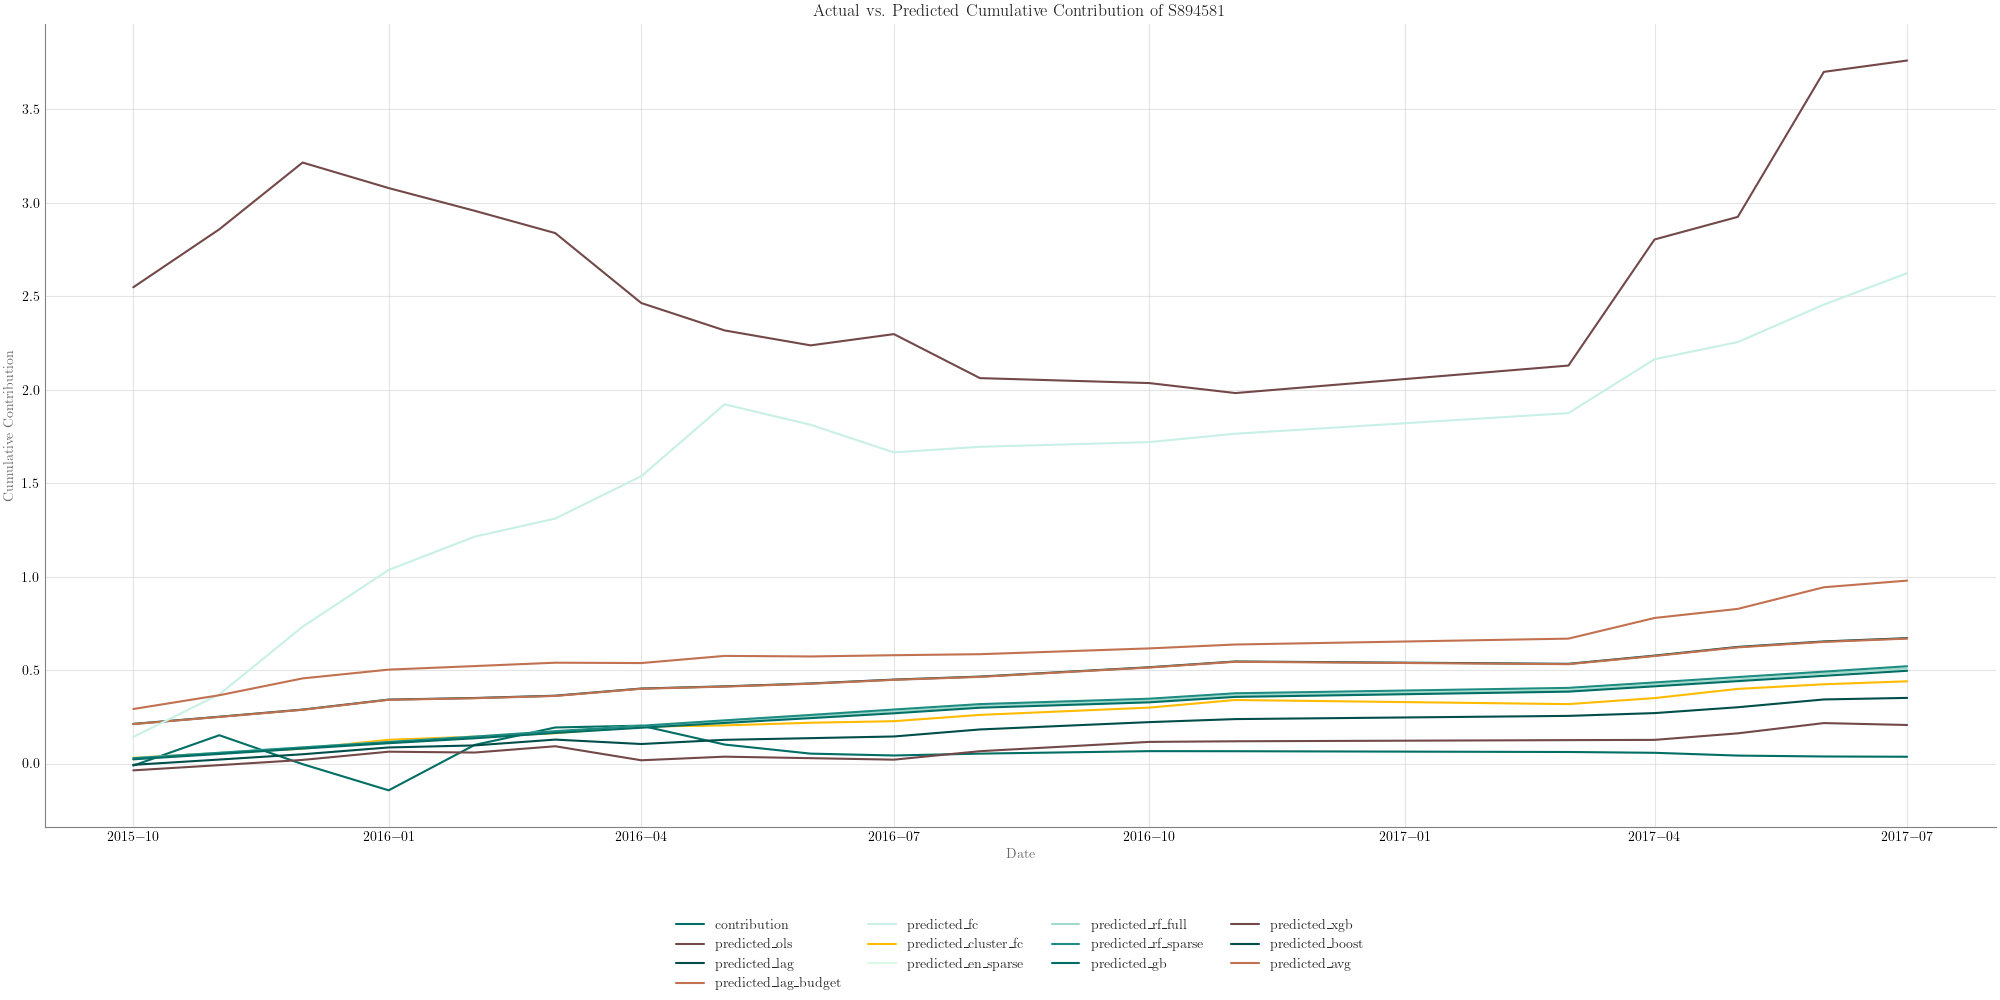 Actual vs. Predicted Cumulative Contribution of S894581
Cumulative Contribution
3.5
3.0
2.5
2.0
1.5
1.0
0.5
0.0
2015−10 2016−01 2016−04 2016−07 2016−10 2017−01 2017−04 2017−07
Date
contribution predicted_fc predicted_rf_full predicted_xgb
predicted_ols predicted_cluster_fc predicted_rf_sparse predicted_boost
predicted_lag predicted_en_sparse predicted_gb predicted_avg
predicted_lag_budget